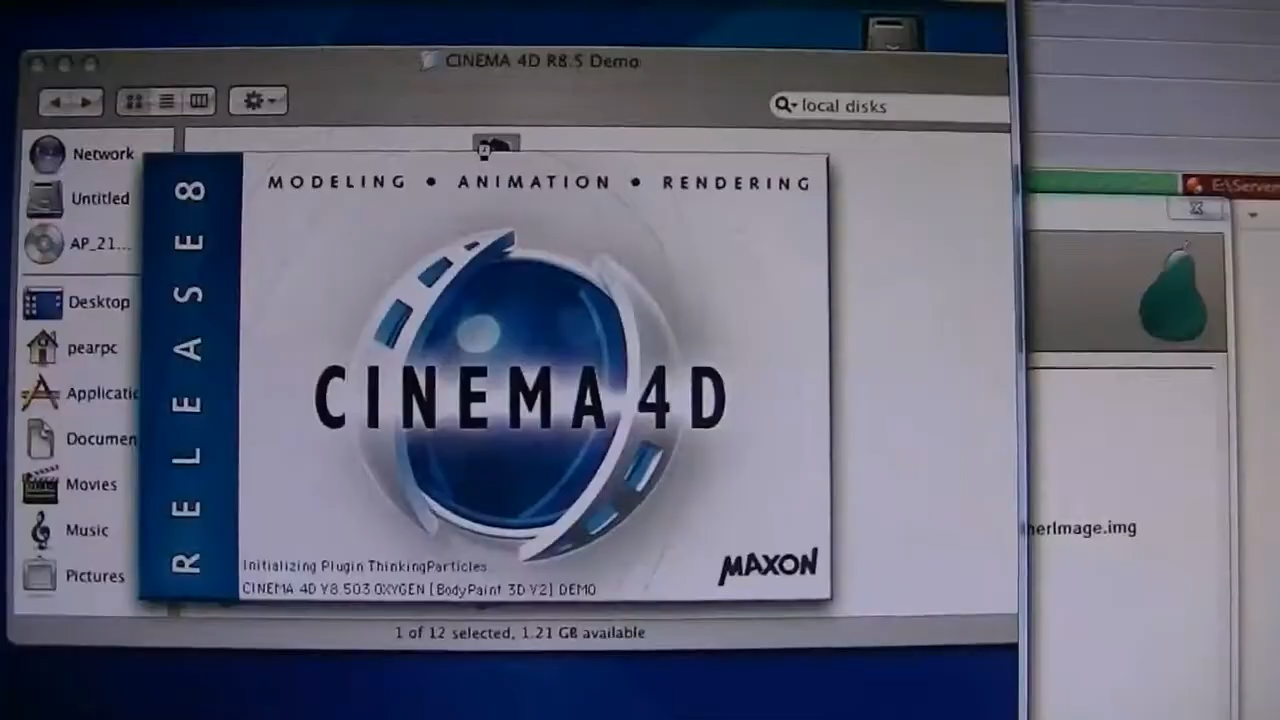 CINEMA 4D R8.5 Demo
local disks
Network
Untitled
AP_21...
Desktop
pearpc
Applicatic
Documen
Movies
Music
Pictures
RELEASE 8
MODELING • ANIMATION • RENDERING
CINEMA 4D
Initializing Plugin ThinkingParticles
CINEMA 4D V8.503 OXYGEN [BodyPaint 3D V2] DEMO
MAXON
1 of 12 selected, 1.21 GB available
E:\Server
herImage.img